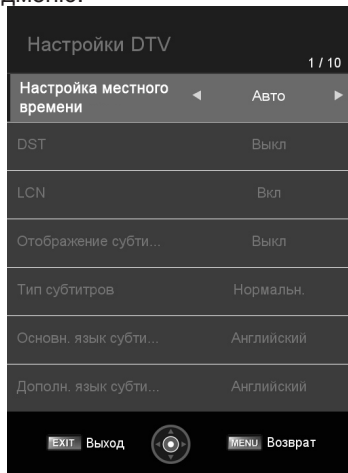 дменю.
Настройки DTV
1 / 10
Настройка местного времени Авто
DST Выкл
LCN Вкл
Отображение субти... Выкл
Тип субтитров Нормальн.
Основн. язык субти... Английский
Дополн. язык субти... Английский
EXIT Выход MENU Возврат